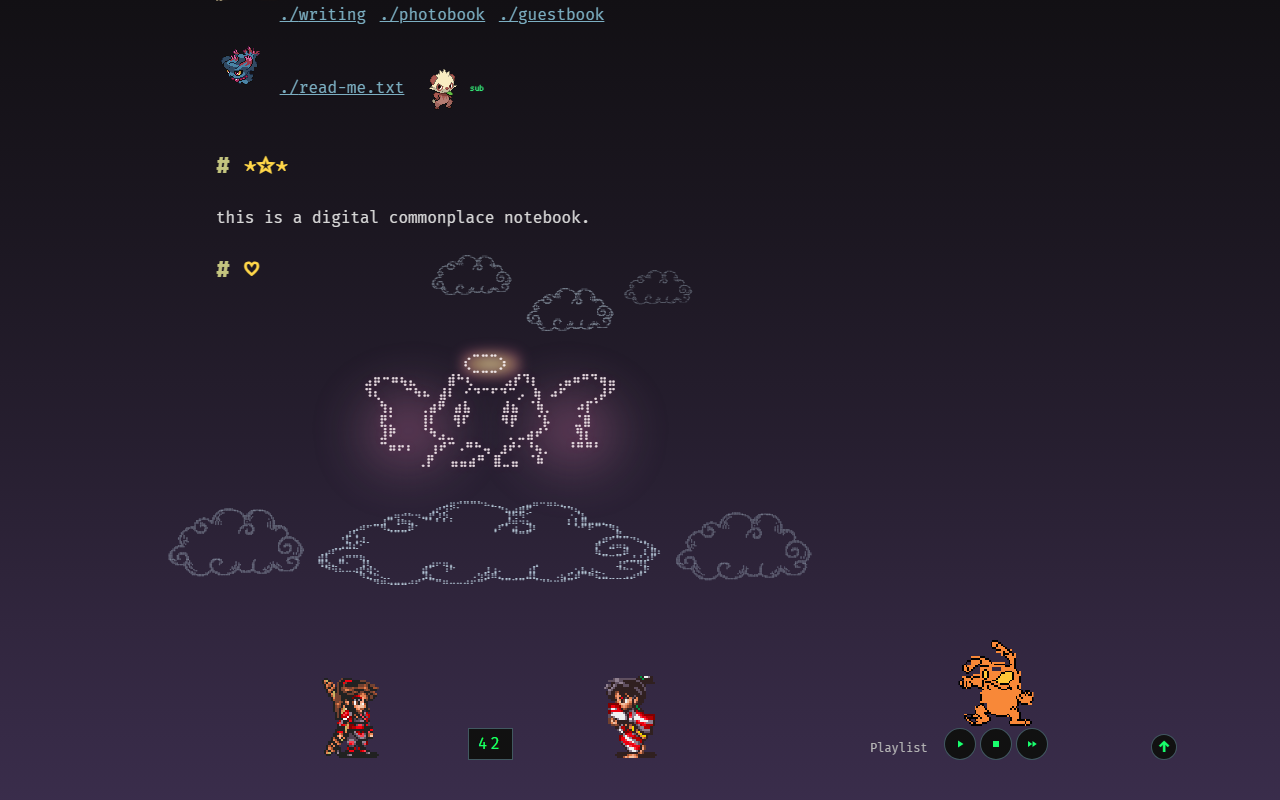 ./writing ./photobook ./guestbook
./read-me.txt sub
# ⋆☆⋆
this is a digital commonplace notebook.
# ♡
42
Playlist